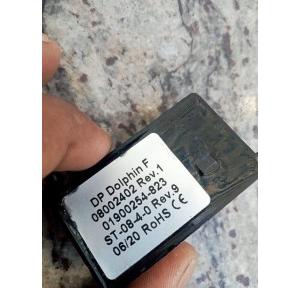 DP Dolphin F
08002402 Rev.1
01900254-823
ST-08-4-0 Rev.9
06/20 RoHS CE